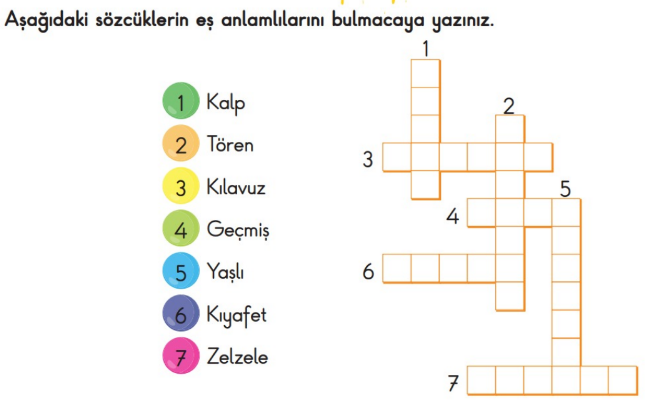 Aşağıdaki sözcüklerin eş anlamlılarını bulmacaya yazınız.
1 Kalp
2 Tören
3 Kılavuz
4 Geçmiş
5 Yaşlı
6 Kıyafet
7 Zelzele
1
2
3
5
4
6
7